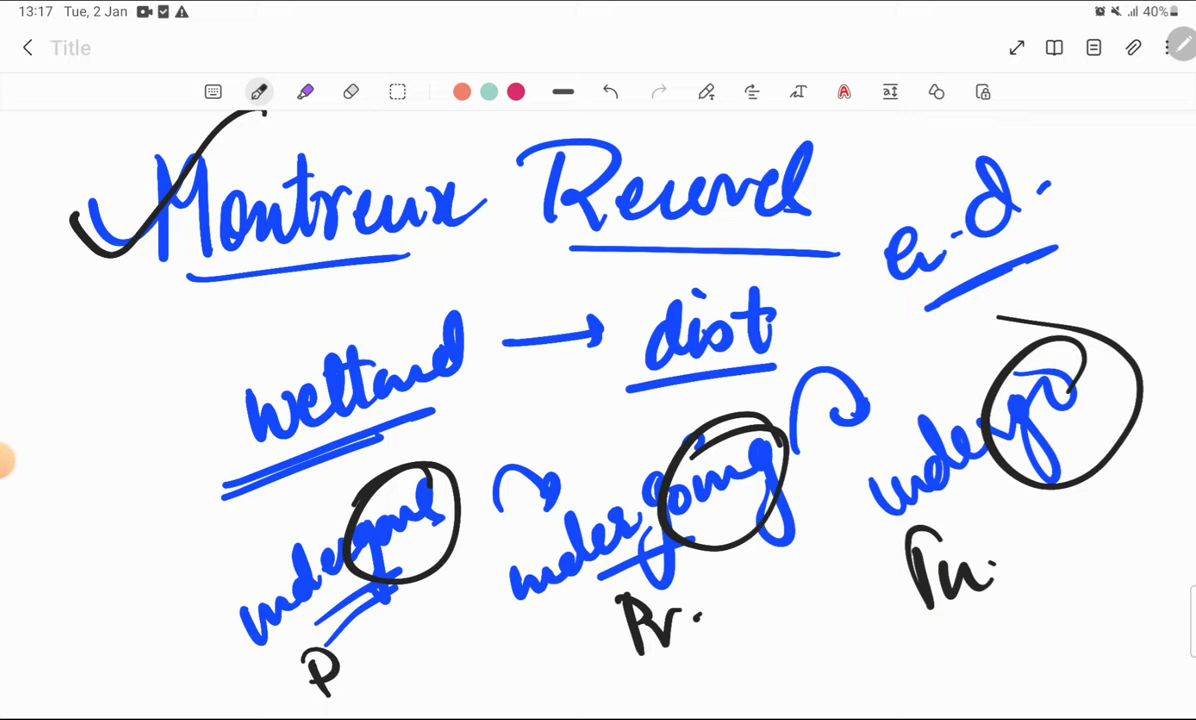 13:17 Tue, 2 Jan 40%
Title
Montreux Record
e.d.
wetland → dist
undergone undergoing undergo
P Pr. Fu.